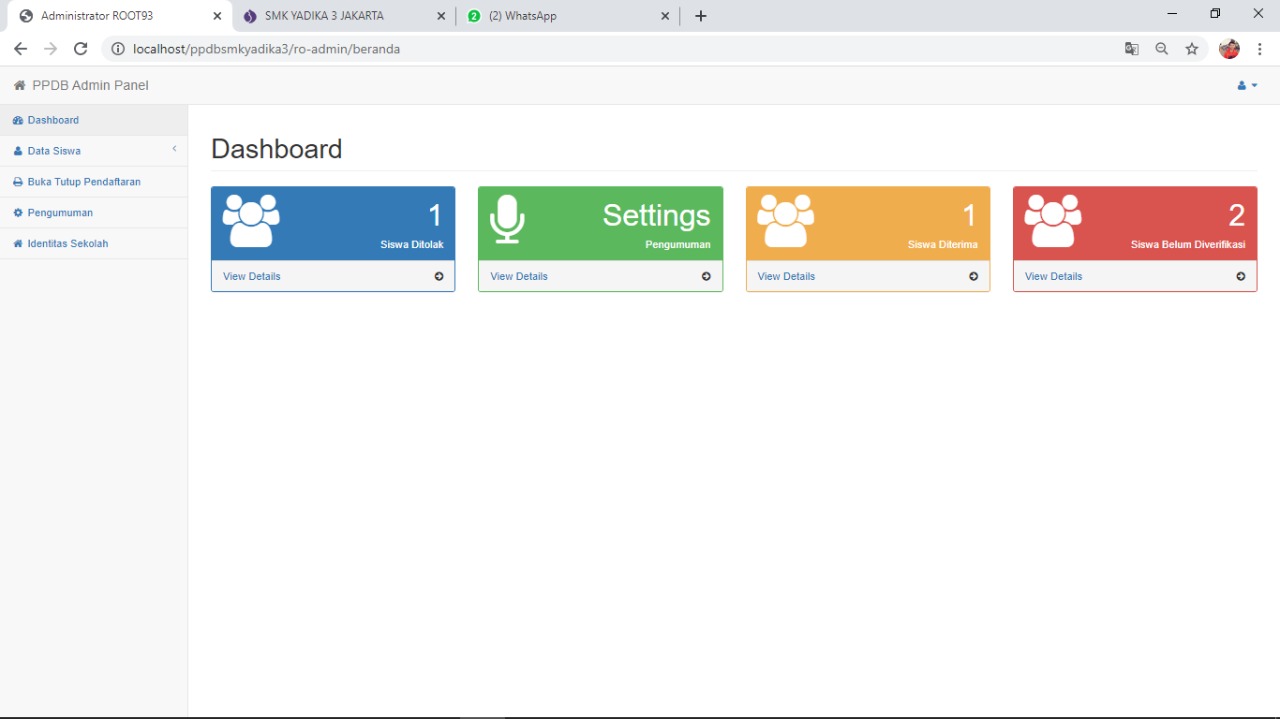 Administrator ROOT93
SMK YADIKA 3 JAKARTA
2
(2) WhatsApp
localhost/ppdbsmkyadika3/ro-admin/beranda
PPDB Admin Panel
Dashboard
Data Siswa
Buka Tutup Pendaftaran
Pengumuman
Identitas Sekolah
Dashboard
1
Siswa Ditolak
View Details
Settings
Pengumuman
View Details
1
Siswa Diterima
View Details
2
Siswa Belum Diverifikasi
View Details